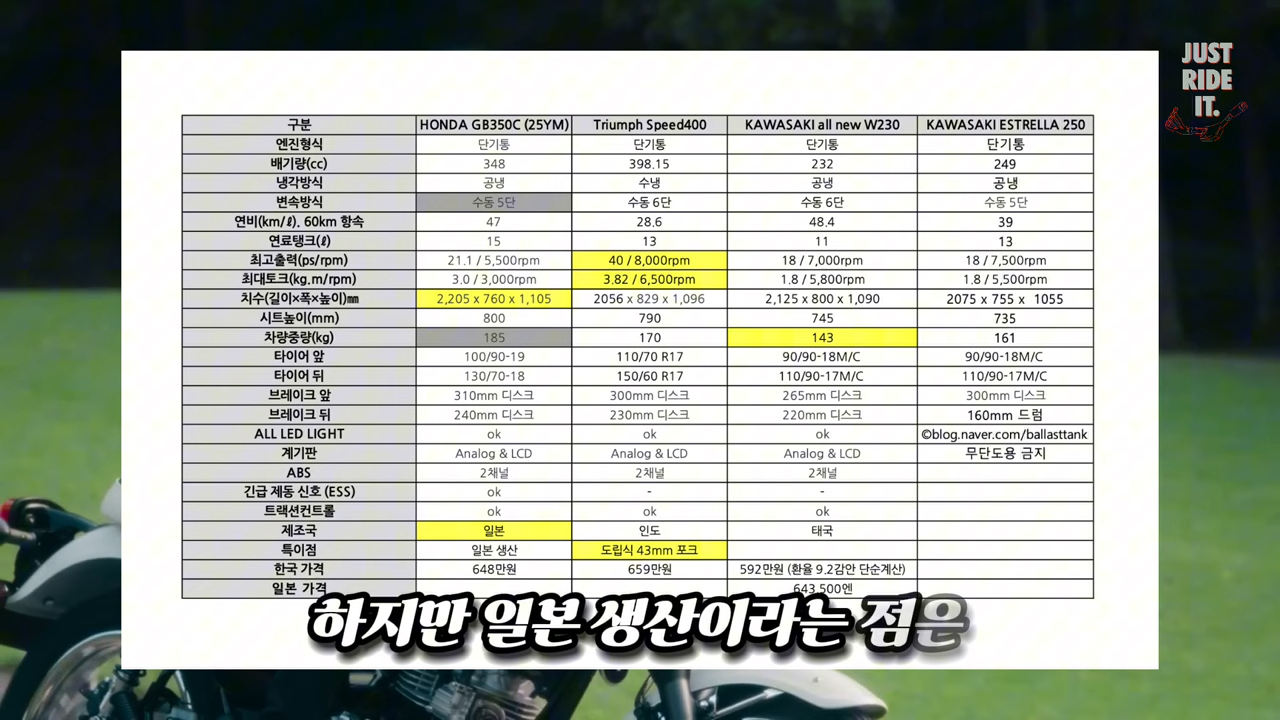 JUST
RIDE
IT.
구분 HONDA GB350C (25YM) Triumph Speed400 KAWASAKI all new W230 KAWASAKI ESTRELLA 250
엔진형식 단기통 단기통 단기통 단기통
배기량(cc) 348 398.15 232 249
냉각방식 공냉 수냉 공냉 공냉
변속방식 수동 5단 수동 6단 수동 6단 수동 5단
연비(km/ℓ). 60km 항속 47 28.6 48.4 39
연료탱크(ℓ) 15 13 11 13
최고출력(ps/rpm) 21.1 / 5,500rpm 40 / 8,000rpm 18 / 7,000rpm 18 / 7,500rpm
최대토크(kg.m/rpm) 3.0 / 3,000rpm 3.82 / 6,500rpm 1.8 / 5,800rpm 1.8 / 5,500rpm
치수(길이×폭×높이)㎜ 2,205 x 760 x 1,105 2056 x 829 x 1,096 2,125 x 800 x 1,090 2075 x 755 x 1055
시트높이(mm) 800 790 745 735
차량중량(kg) 185 170 143 161
타이어 앞 100/90-19 110/70 R17 90/90-18M/C 90/90-18M/C
타이어 뒤 130/70-18 150/60 R17 110/90-17M/C 110/90-17M/C
브레이크 앞 310mm 디스크 300mm 디스크 265mm 디스크 300mm 디스크
브레이크 뒤 240mm 디스크 230mm 디스크 220mm 디스크 160mm 드럼
ALL LED LIGHT ok ok ok ©blog.naver.com/ballasttank
계기판 Analog & LCD Analog & LCD Analog & LCD 무단도용 금지
ABS 2채널 2채널 2채널
긴급 제동 신호 (ESS) ok - -
트랙션컨트롤 ok ok ok
제조국 일본 인도 태국
특이점 일본 생산 도립식 43mm 포크
한국 가격 648만원 659만원 592만원 (환율 9.2감안 단순계산)
일본 가격 643,500엔
하지만 일본 생산이라는 점은